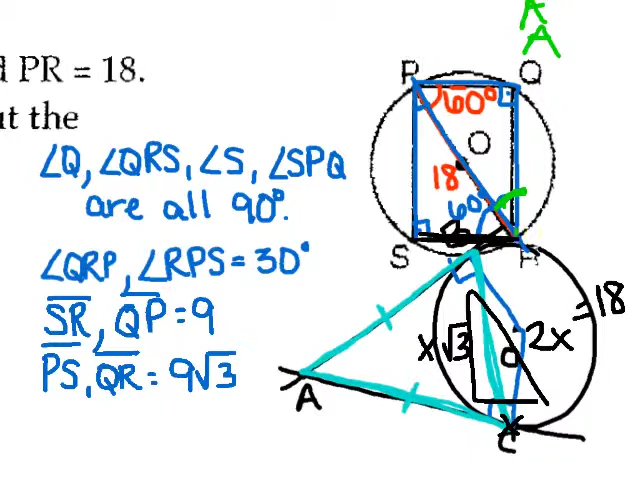 d PR = 18.
ut the
∠Q, ∠QRS, ∠S, ∠SPQ
are all 90°.
∠QRP, ∠RPS = 30°
SR, QP = 9
PS, QR = 9√3
A
P
Q
60°
O
18
60°
S
R
x√3
2x
= 18
O
A
C